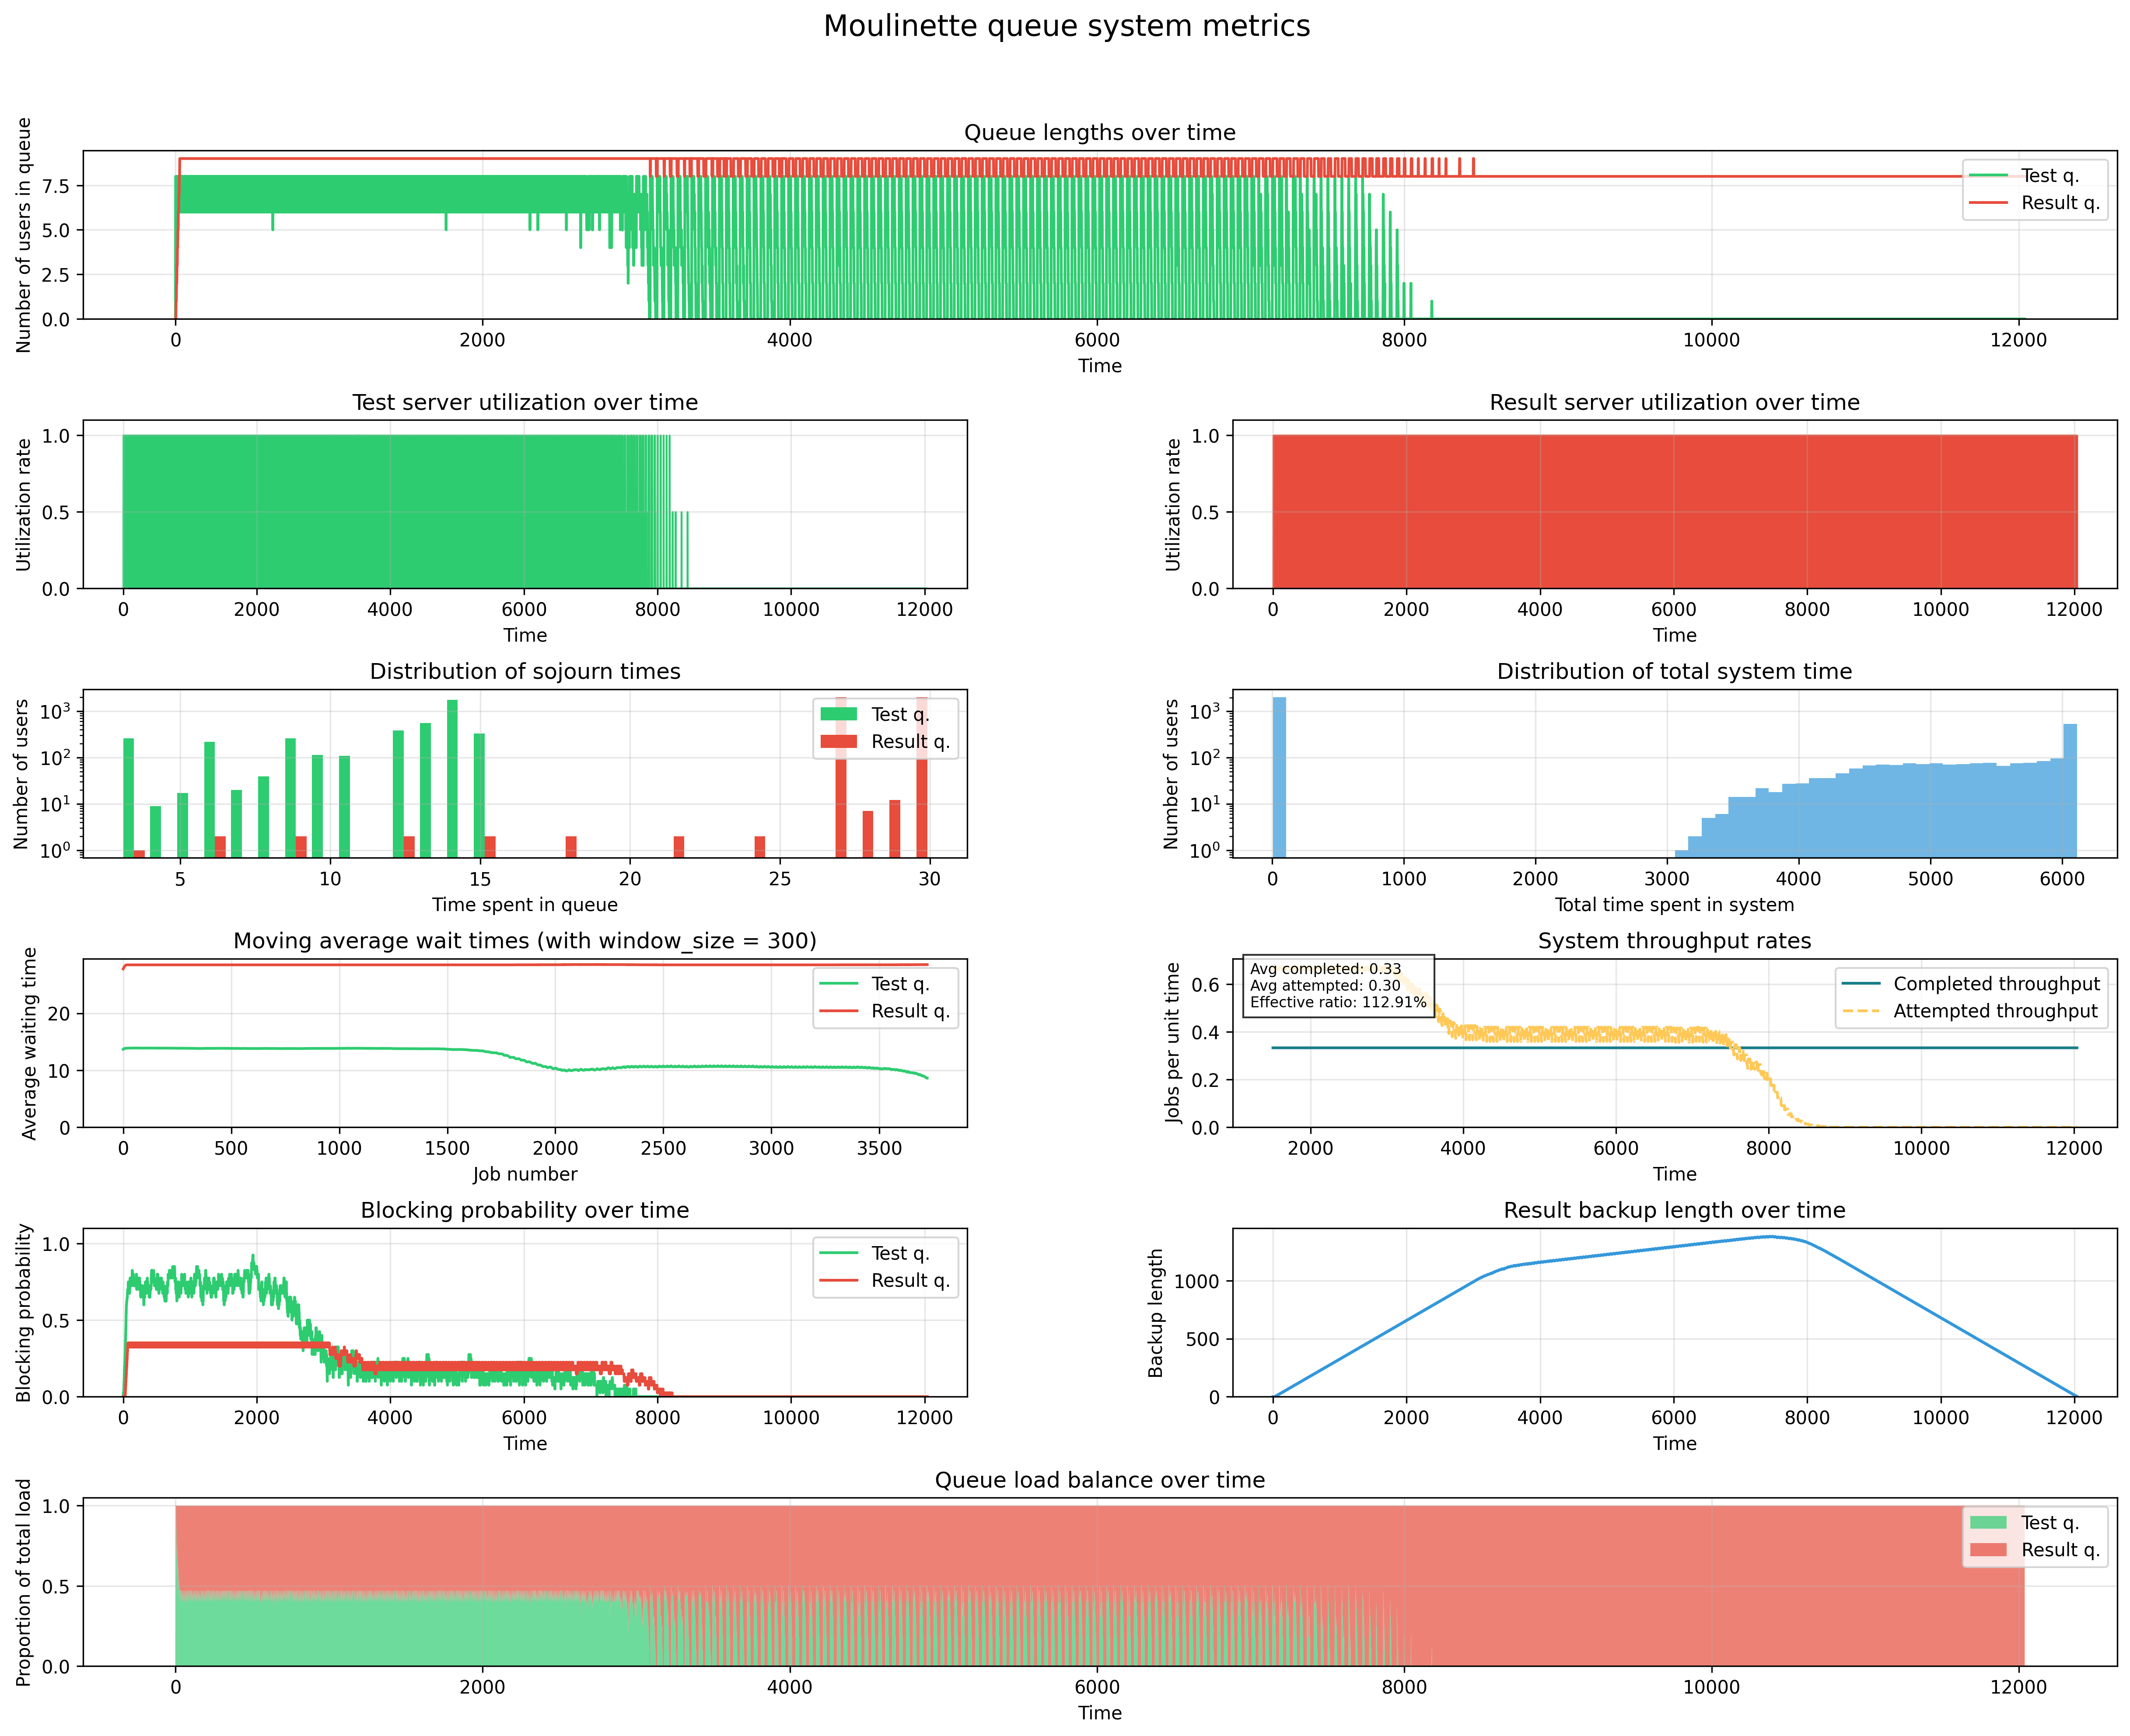 Moulinette queue system metrics
Queue lengths over time
Number of users in queue
7.5
5.0
2.5
0.0
0 2000 4000 6000 8000 10000 12000
Time
Test q.
Result q.
Test server utilization over time
Utilization rate
1.0
0.5
0.0
0 2000 4000 6000 8000 10000 12000
Time
Result server utilization over time
Utilization rate
1.0
0.5
0.0
0 2000 4000 6000 8000 10000 12000
Time
Distribution of sojourn times
Number of users
10³
10²
10¹
10⁰
5 10 15 20 25 30
Time spent in queue
Test q.
Result q.
Distribution of total system time
Number of users
10³
10²
10¹
10⁰
0 1000 2000 3000 4000 5000 6000
Total time spent in system
Moving average wait times (with window_size = 300)
Average waiting time
20
10
0
0 500 1000 1500 2000 2500 3000 3500
Job number
Test q.
Result q.
System throughput rates
Jobs per unit time
0.6
0.4
0.2
0.0
2000 4000 6000 8000 10000 12000
Time
Avg completed: 0.33
Avg attempted: 0.30
Effective ratio: 112.91%
Completed throughput
Attempted throughput
Blocking probability over time
Blocking probability
1.0
0.5
0.0
0 2000 4000 6000 8000 10000 12000
Time
Test q.
Result q.
Result backup length over time
Backup length
1000
500
0
0 2000 4000 6000 8000 10000 12000
Time
Queue load balance over time
Proportion of total load
1.0
0.5
0.0
0 2000 4000 6000 8000 10000 12000
Time
Test q.
Result q.